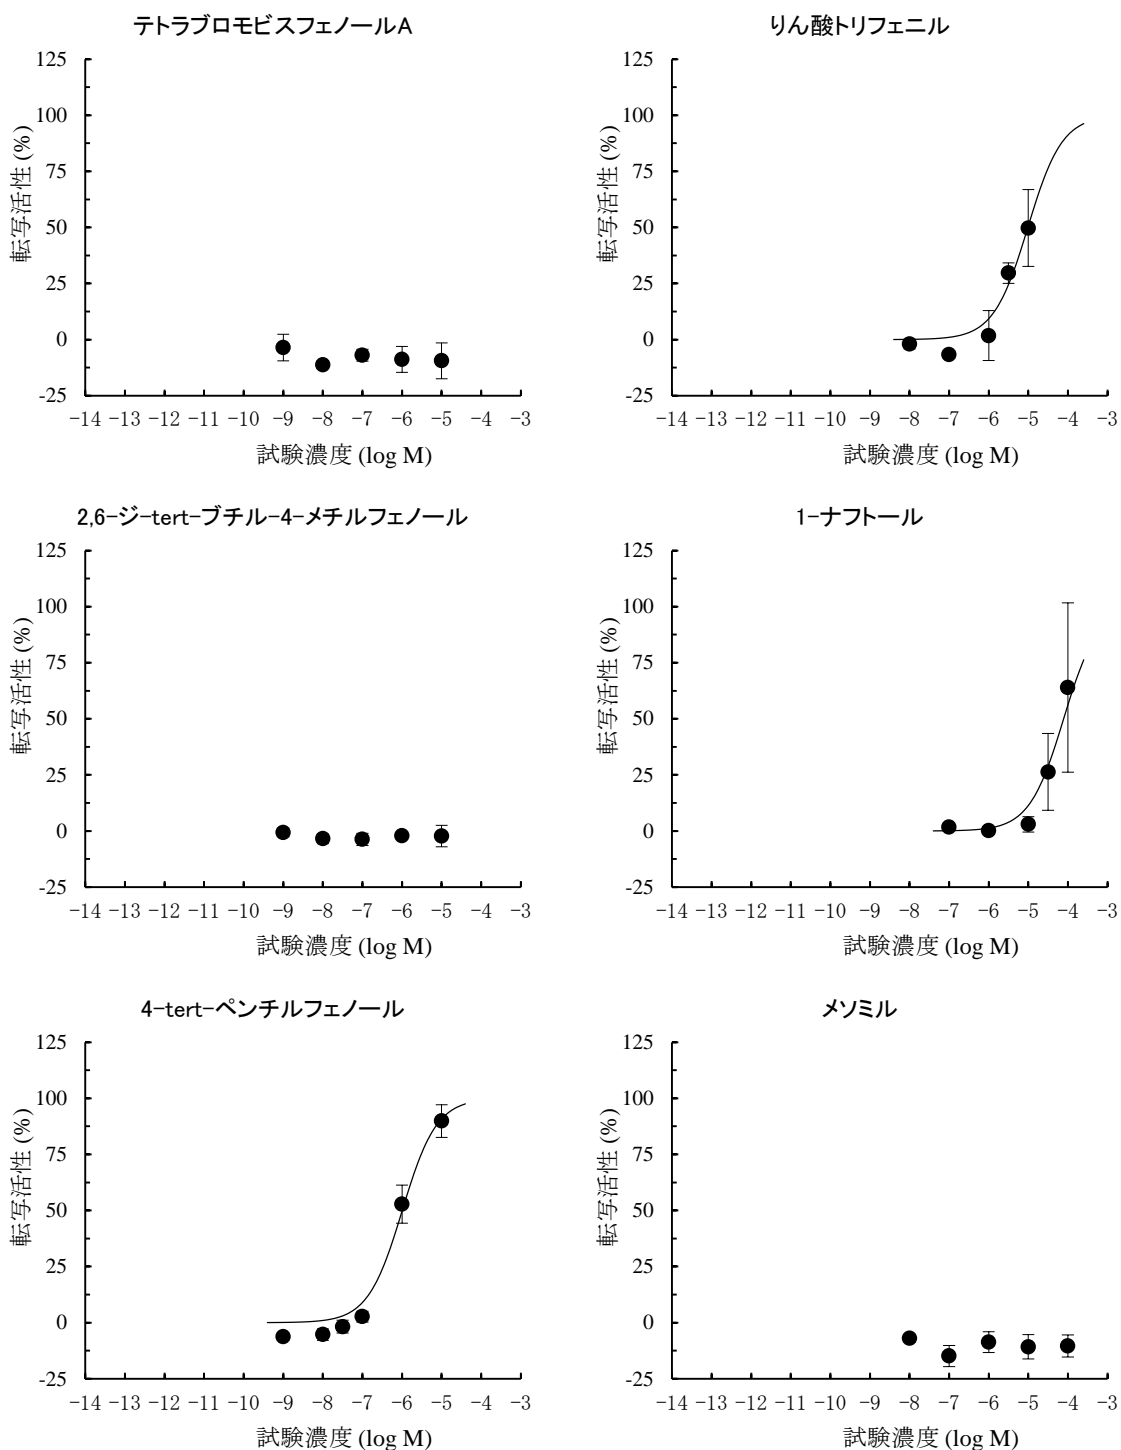 テトラブロモビスフェノールA
125
100
75
50
25
0
-25
転写活性 (%)
-14 -13 -12 -11 -10 -9 -8 -7 -6 -5 -4 -3
試験濃度 (log M)
りん酸トリフェニル
125
100
75
50
25
0
-25
転写活性 (%)
-14 -13 -12 -11 -10 -9 -8 -7 -6 -5 -4 -3
試験濃度 (log M)
2,6-ジ-tert-ブチル-4-メチルフェノール
125
100
75
50
25
0
-25
転写活性 (%)
-14 -13 -12 -11 -10 -9 -8 -7 -6 -5 -4 -3
試験濃度 (log M)
1-ナフトール
125
100
75
50
25
0
-25
転写活性 (%)
-14 -13 -12 -11 -10 -9 -8 -7 -6 -5 -4 -3
試験濃度 (log M)
4-tert-ペンチルフェノール
125
100
75
50
25
0
-25
転写活性 (%)
-14 -13 -12 -11 -10 -9 -8 -7 -6 -5 -4 -3
試験濃度 (log M)
メソミル
125
100
75
50
25
0
-25
転写活性 (%)
-14 -13 -12 -11 -10 -9 -8 -7 -6 -5 -4 -3
試験濃度 (log M)